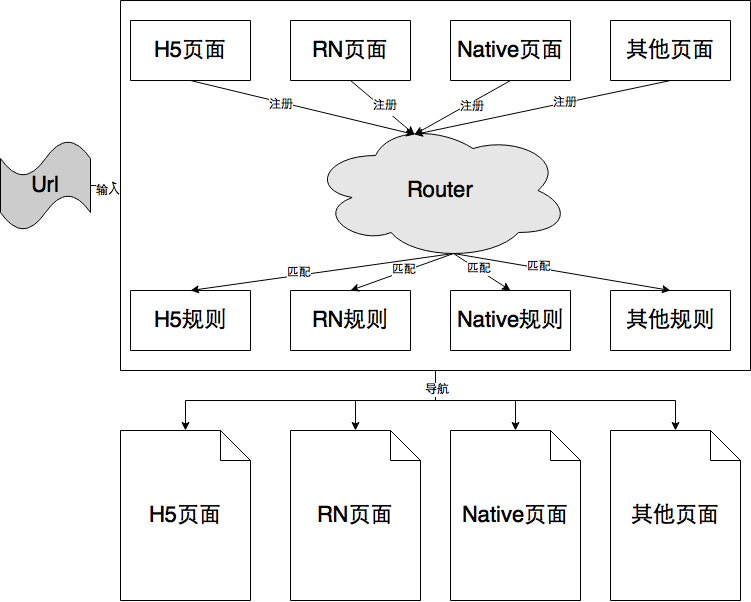 H5页面
RN页面
Native页面
其他页面
注册
注册
注册
注册
Url
输入
Router
匹配
匹配
匹配
匹配
H5规则
RN规则
Native规则
其他规则
导航
H5页面
RN页面
Native页面
其他页面